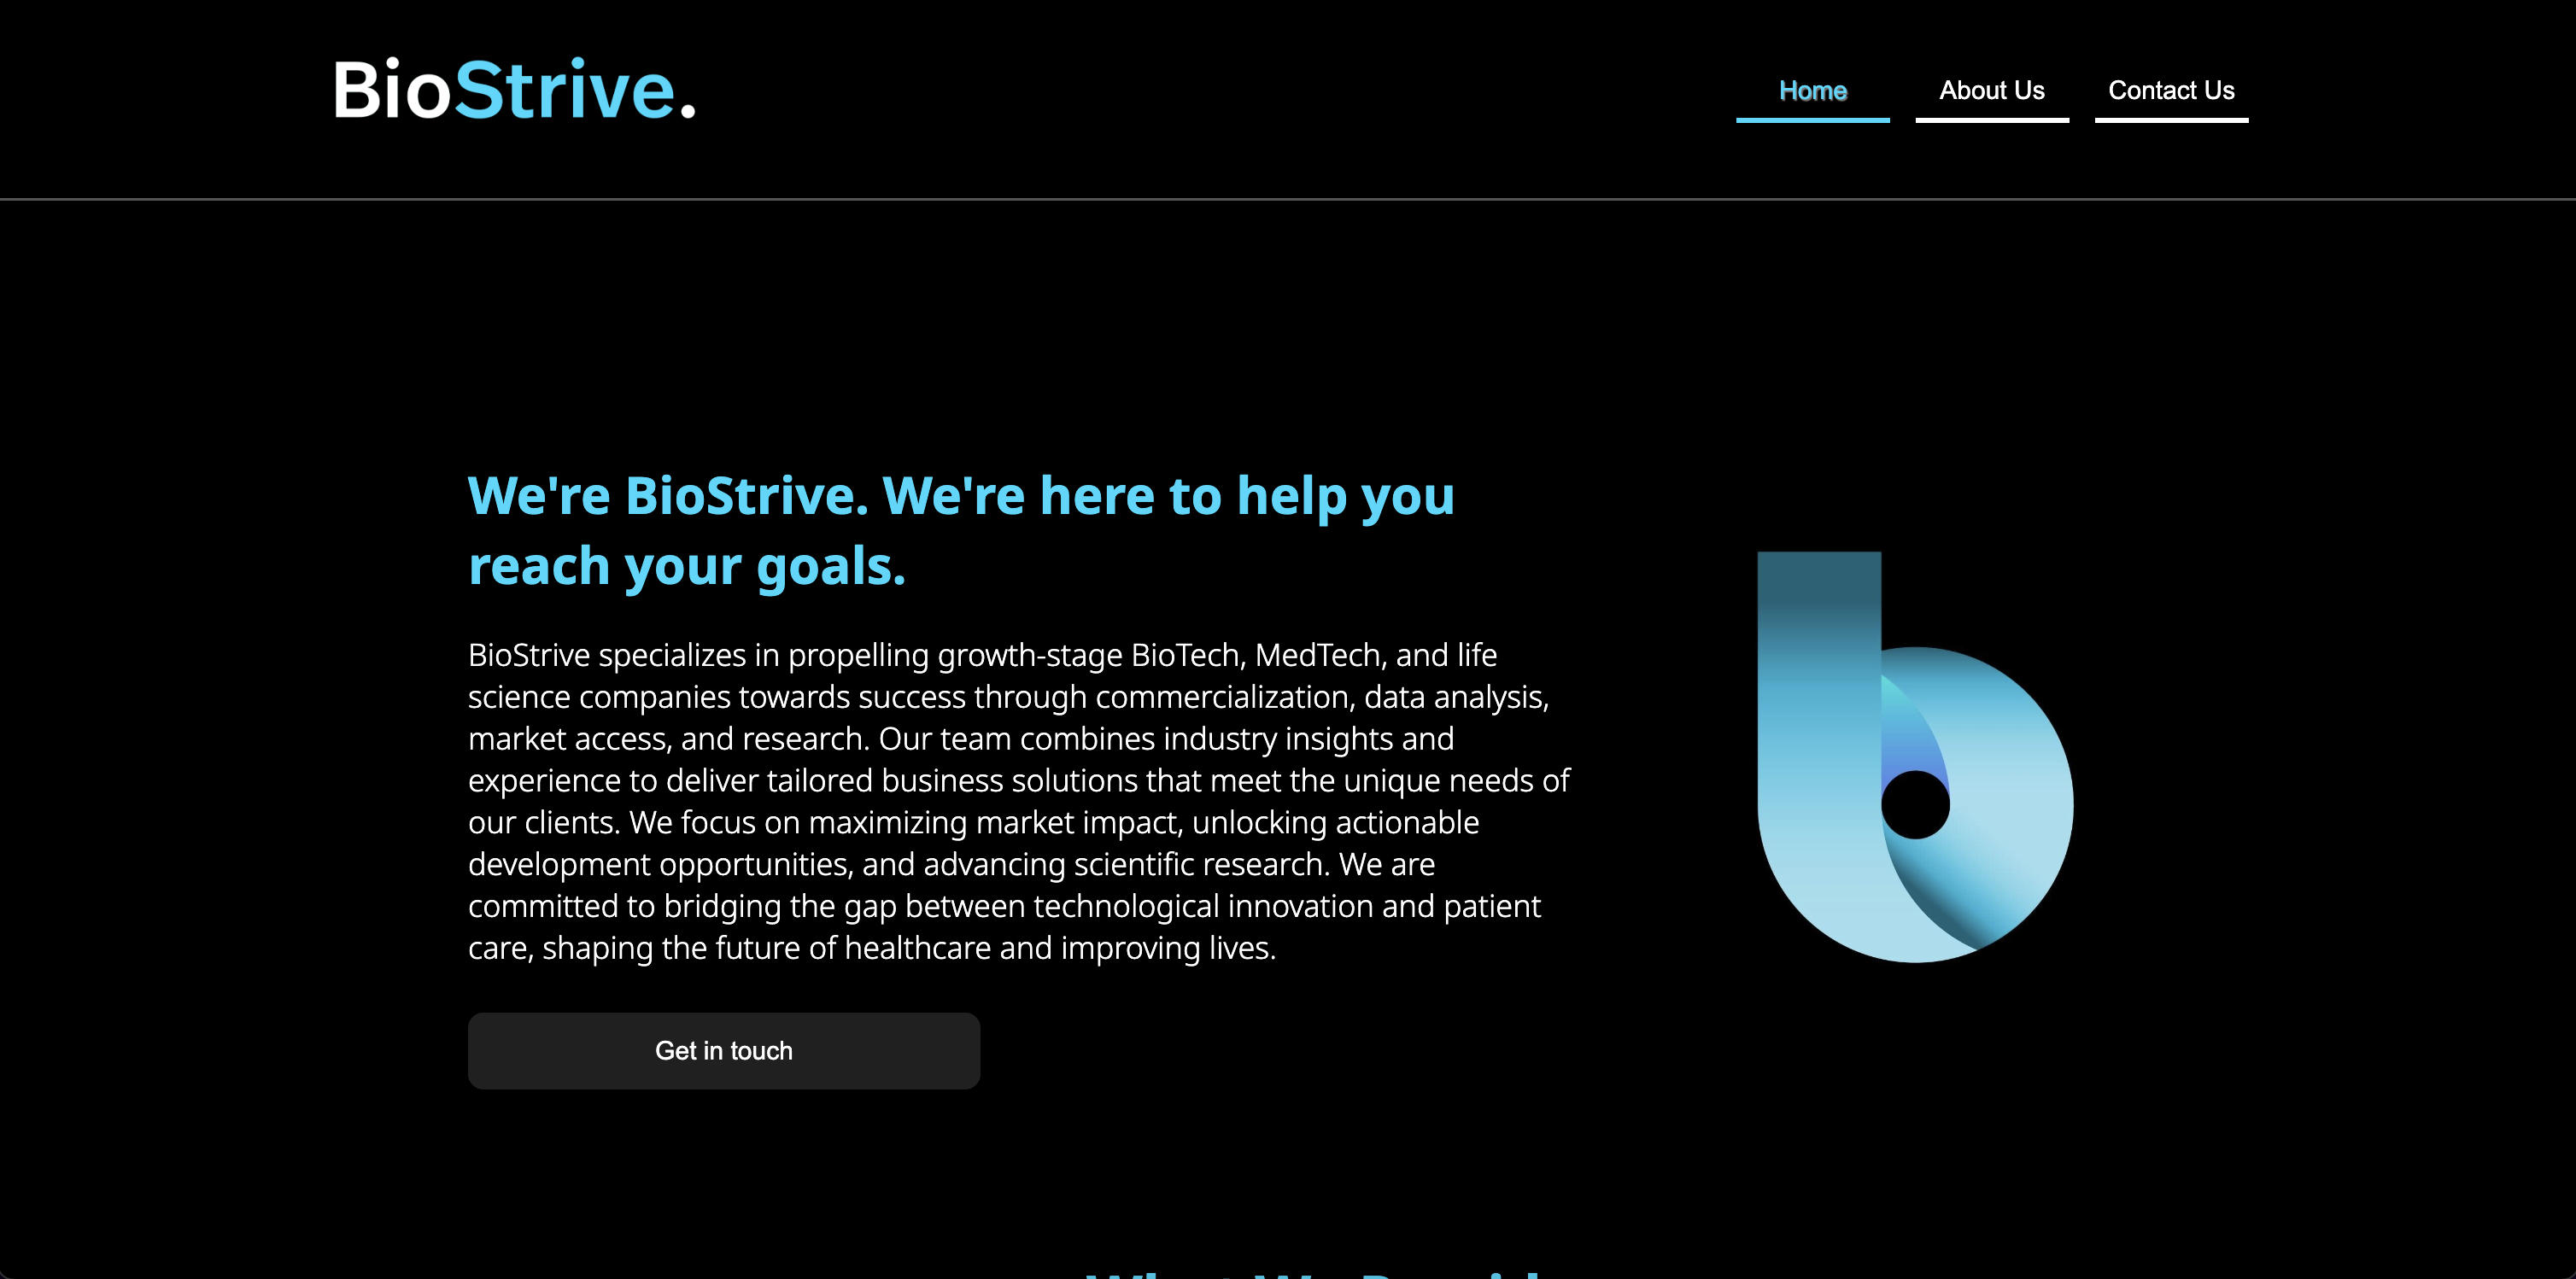 BioStrive.
Home
About Us
Contact Us
We're BioStrive. We're here to help you
reach your goals.
BioStrive specializes in propelling growth-stage BioTech, MedTech, and life
science companies towards success through commercialization, data analysis,
market access, and research. Our team combines industry insights and
experience to deliver tailored business solutions that meet the unique needs of
our clients. We focus on maximizing market impact, unlocking actionable
development opportunities, and advancing scientific research. We are
committed to bridging the gap between technological innovation and patient
care, shaping the future of healthcare and improving lives.
Get in touch